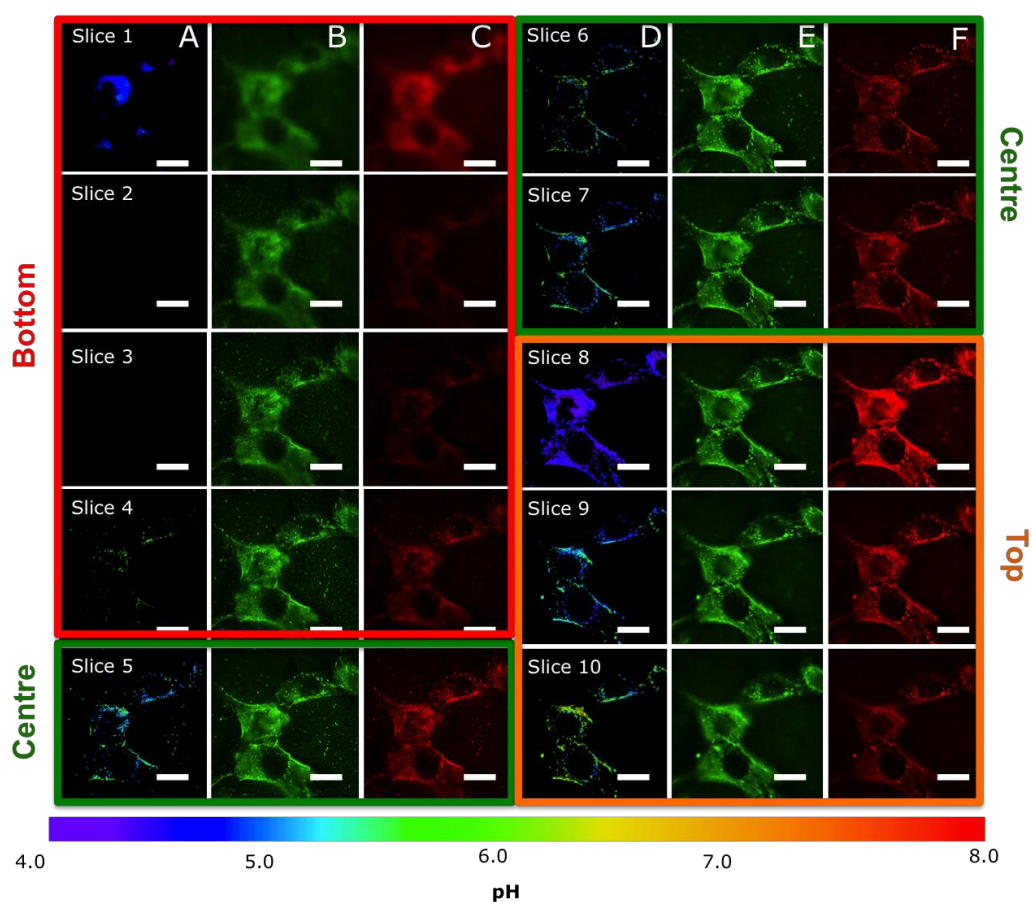 Slice 1
A
B
C
Slice 2
Slice 3
Slice 4
Bottom
Slice 5
Centre
Slice 6
D
E
F
Slice 7
Centre
Slice 8
Slice 9
Slice 10
Top
4.0
5.0
6.0
7.0
8.0
pH